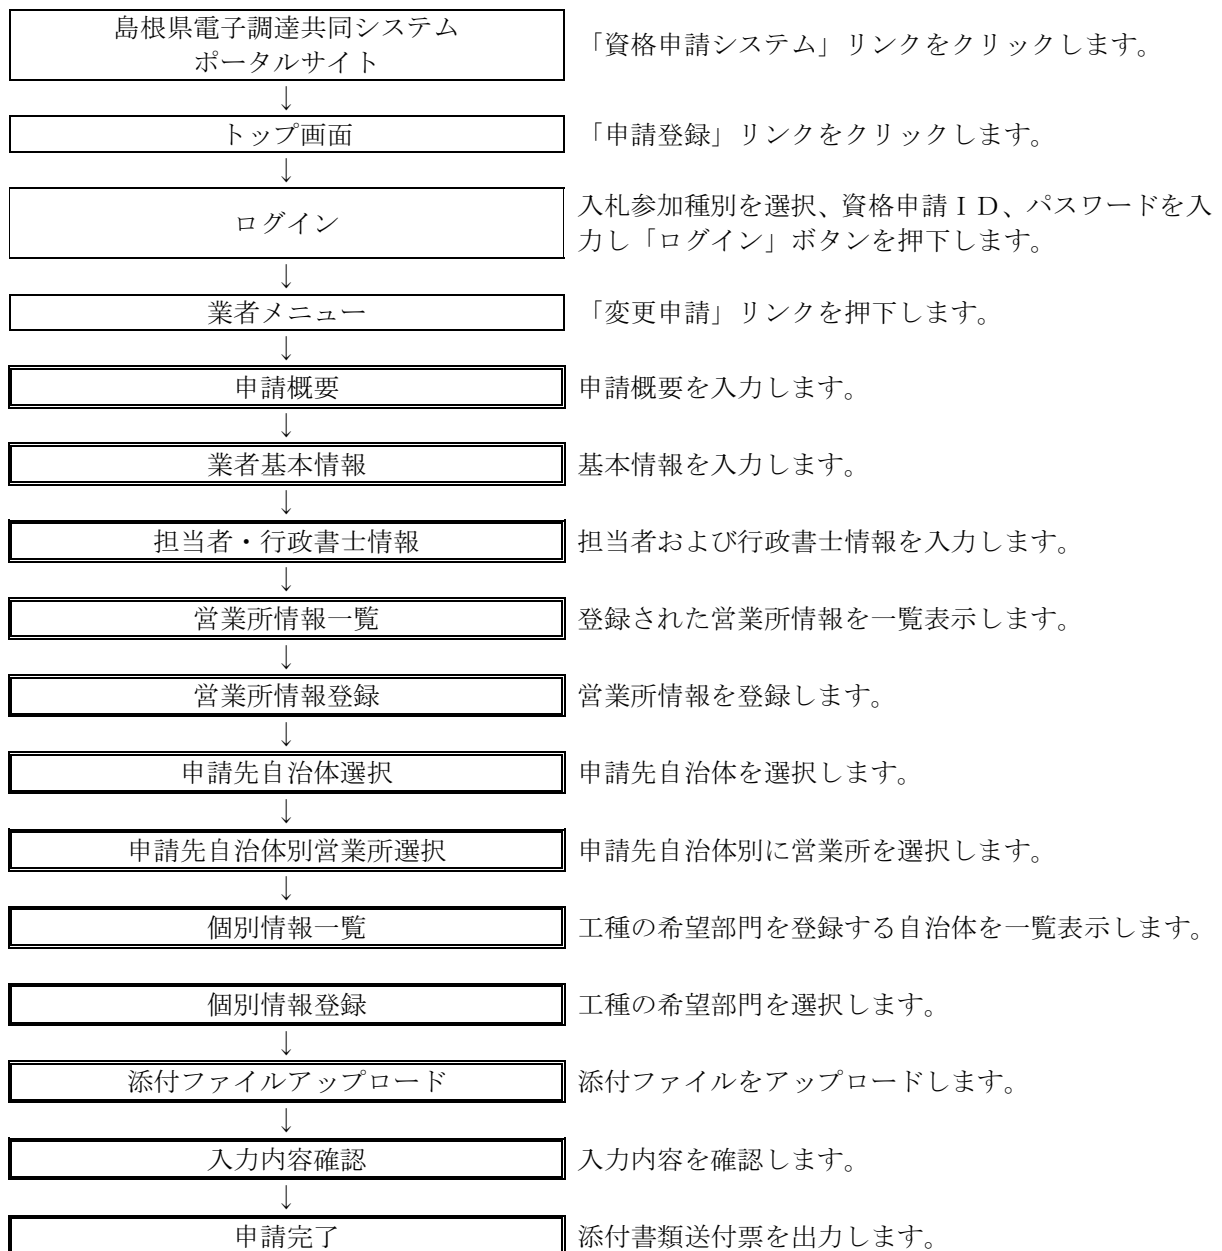 島根県電子調達共同システム
ポータルサイト
「資格申請システム」リンクをクリックします。
↓
トップ画面
「申請登録」リンクをクリックします。
↓
ログイン
入札参加種別を選択、資格申請ＩＤ、パスワードを入
力し「ログイン」ボタンを押下します。
↓
業者メニュー
「変更申請」リンクを押下します。
↓
申請概要
申請概要を入力します。
↓
業者基本情報
基本情報を入力します。
↓
担当者・行政書士情報
担当者および行政書士情報を入力します。
↓
営業所情報一覧
登録された営業所情報を一覧表示します。
↓
営業所情報登録
営業所情報を登録します。
↓
申請先自治体選択
申請先自治体を選択します。
↓
申請先自治体別営業所選択
申請先自治体別に営業所を選択します。
↓
個別情報一覧
工種の希望部門を登録する自治体を一覧表示します。
個別情報登録
工種の希望部門を選択します。
↓
添付ファイルアップロード
添付ファイルをアップロードします。
↓
入力内容確認
入力内容を確認します。
↓
申請完了
添付書類送付票を出力します。